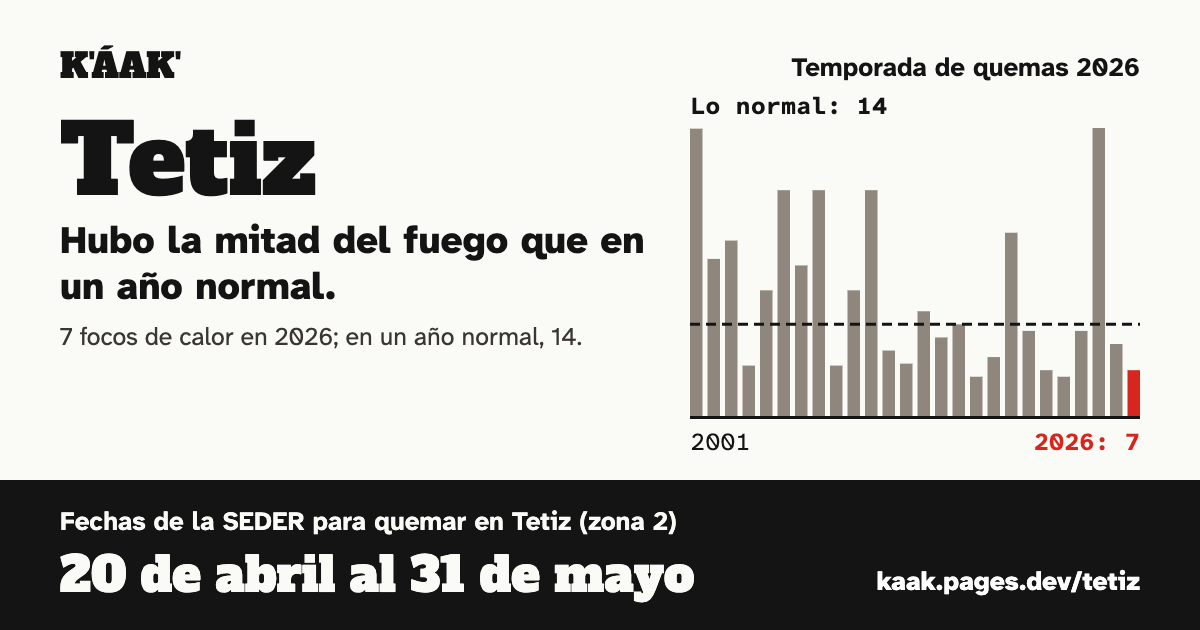 K'ÁAK'
Tetiz
Hubo la mitad del fuego que en
un año normal.
7 focos de calor en 2026; en un año normal, 14.
Temporada de quemas 2026
Lo normal: 14
2001
2026: 7
Fechas de la SEDER para quemar en Tetiz (zona 2)
20 de abril al 31 de mayo
kaak.pages.dev/tetiz